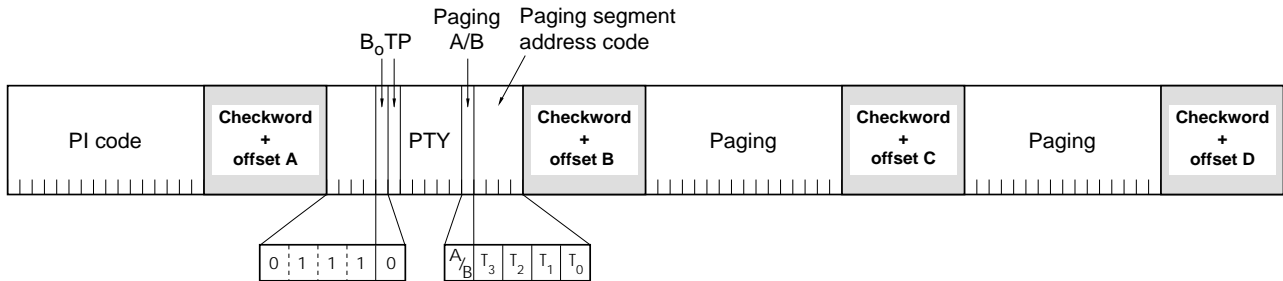 Paging
A/B
Paging segment
address code
B₀TP
PI code
Checkword
+
offset A
PTY
Checkword
+
offset B
Paging
Checkword
+
offset C
Paging
Checkword
+
offset D
0 1 1 1 0
A/B T₃ T₂ T₁ T₀